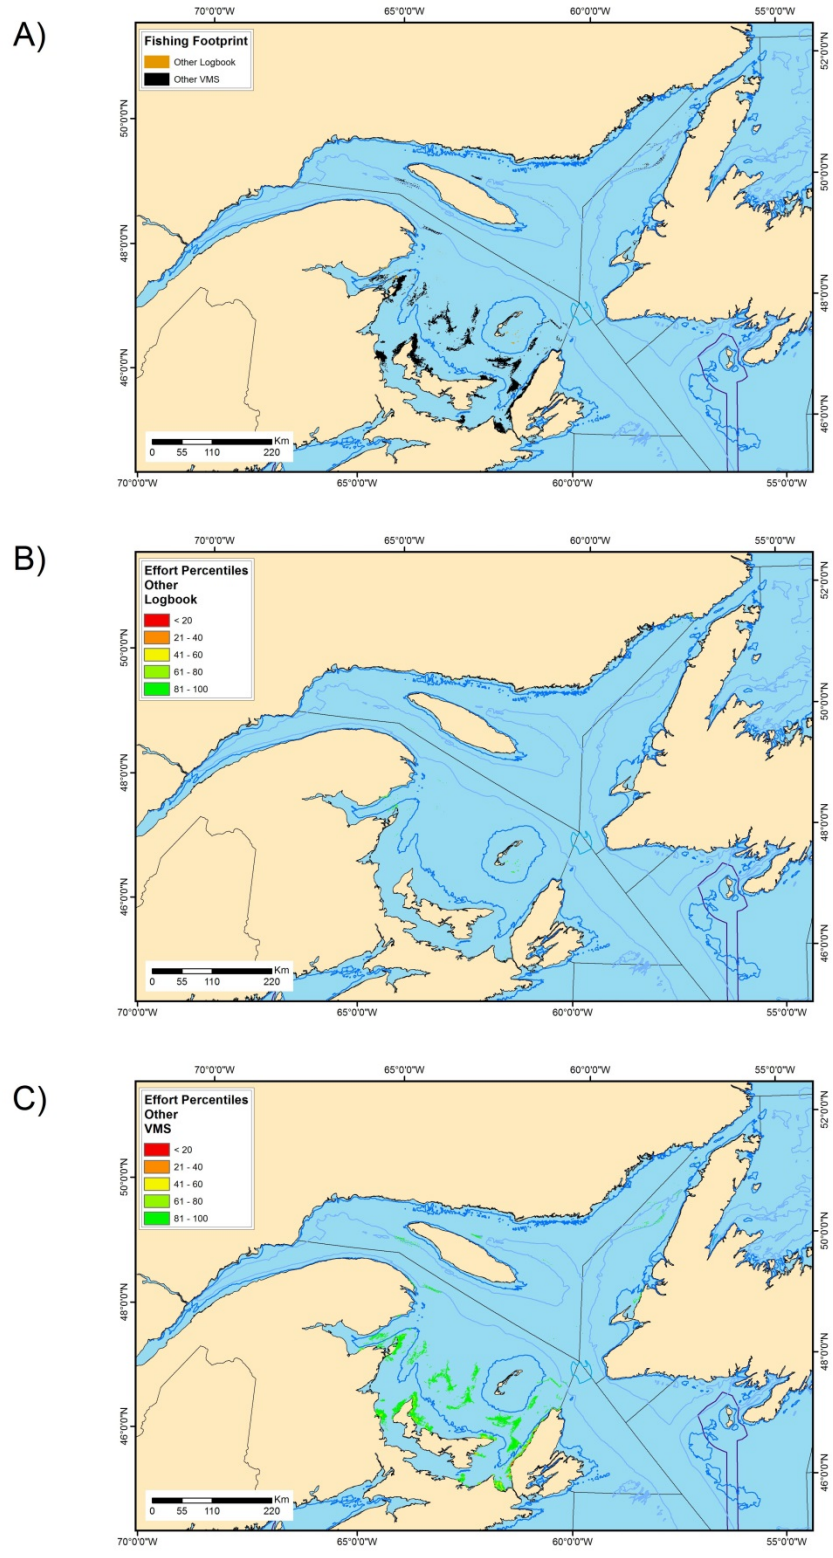 A)
70°0'0"W 65°0'0"W 60°0'0"W 55°0'0"W
Fishing Footprint
Other Logbook
Other VMS
52°0'0"N
50°0'0"N
50°0'0"N
48°0'0"N
48°0'0"N
46°0'0"N
46°0'0"N
Km
0 55 110 220
70°0'0"W 65°0'0"W 60°0'0"W 55°0'0"W
B)
70°0'0"W 65°0'0"W 60°0'0"W 55°0'0"W
Effort Percentiles
Other
Logbook
< 20
21 - 40
41 - 60
61 - 80
81 - 100
52°0'0"N
50°0'0"N
50°0'0"N
48°0'0"N
48°0'0"N
46°0'0"N
46°0'0"N
Km
0 55 110 220
70°0'0"W 65°0'0"W 60°0'0"W 55°0'0"W
C)
70°0'0"W 65°0'0"W 60°0'0"W 55°0'0"W
Effort Percentiles
Other
VMS
< 20
21 - 40
41 - 60
61 - 80
81 - 100
52°0'0"N
50°0'0"N
50°0'0"N
48°0'0"N
48°0'0"N
46°0'0"N
46°0'0"N
Km
0 55 110 220
70°0'0"W 65°0'0"W 60°0'0"W 55°0'0"W